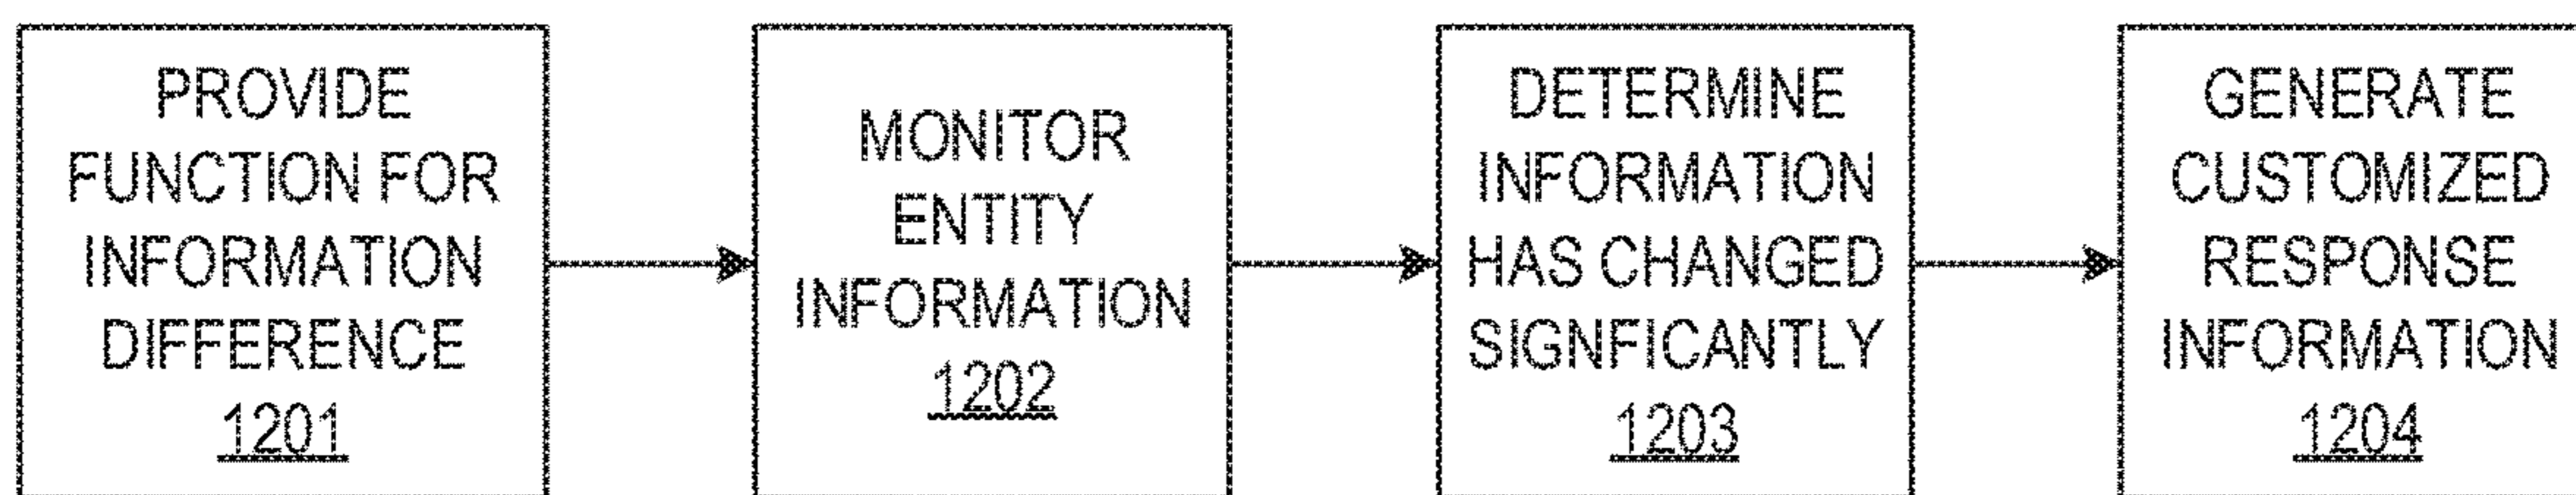 PROVIDE
FUNCTION FOR
INFORMATION
DIFFERENCE
1201
MONITOR
ENTITY
INFORMATION
1202
DETERMINE
INFORMATION
HAS CHANGED
SIGNFICANTLY
1203
GENERATE
CUSTOMIZED
RESPONSE
INFORMATION
1204